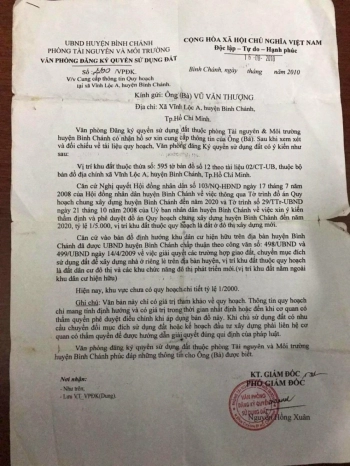 UBND HUYỆN BÌNH CHÁNH
PHÒNG TÀI NGUYÊN VÀ MÔI TRƯỜNG
VĂN PHÒNG ĐĂNG KÝ QUYỀN SỬ DỤNG ĐẤT
CỘNG HÒA XÃ HỘI CHỦ NGHĨA VIỆT NAM
Độc lập – Tự do – Hạnh phúc
Số /VPĐK.
V/v Cung cấp thông tin Quy hoạch
tại xã Vĩnh Lộc A, huyện Bình Chánh.
Bình Chánh, ngày tháng năm 2010
Kính gửi: Ông (Bà) VŨ VĂN THƯỢNG
Địa chỉ: Xã Vĩnh Lộc A, huyện Bình Chánh,
Tp.Hồ Chí Minh.
Văn Phòng Đăng ký quyền sử dụng đất thuộc phòng Tài nguyên & Môi trường
huyện Bình Chánh có nhận hồ sơ xin cung cấp thông tin của Ông (Bà). Sau khi xem xét
và đối chiếu về tài liệu quy hoạch, Văn phòng Đăng ký Quyền sử dụng đất có ý kiến như
sau:
Vị trí khu đất thuộc thửa số: 595 tờ bản đồ số 12 theo tài liệu 02/CT-UB, thuộc bộ
bản đồ địa chính xã Vĩnh Lộc A, huyện Bình Chánh.
Căn cứ Nghị quyết Hội đồng nhân dân số 10/NQ-HĐND ngày 17 tháng 7 năm
2008 của Hội đồng nhân dân huyện Bình Chánh về việc thông qua Tờ trình đồ án Quy
hoạch chung xây dựng huyện Bình Chánh đến năm 2020 và Tờ trình số 29/TTr-UBND
ngày 21 tháng 10 năm 2008 của Uỷ ban nhân dân huyện Bình Chánh về việc xin ý kiến
thẩm định và phê duyệt đồ án Quy hoạch chung xây dựng huyện Bình Chánh đến năm
2020, tỷ lệ 1/5.000, vị trí khu đất thuộc quy hoạch là đất ở đô thị xây dựng mới.
Căn cứ vào bản đồ định hướng khu dân cư hiện hữu trên địa bàn huyện Bình
Chánh đã được UBND huyện Bình Chánh chấp thuận theo công văn số: 498/UBND và
499/UBND ngày 14/4/2009 về việc giải quyết các trường hợp giao đất, chuyển mục đích
sử dụng đất để xây dựng nhà ở riêng lẻ trên địa bàn huyện, vị trí khu đất thuộc quy hoạch
là đất dân cư đô thị và các khu chức năng đô thị phát triển mới.(vị trí khu đất nằm ngoài
khu dân cư hiện hữu)
Hiện nay, khu vực chưa có quy hoạch chi tiết tỷ lệ 1/2000.
Ghi chú: Văn bản này chỉ có giá trị tham khảo về quy hoạch. Thông tin quy hoạch
chỉ mang tính định hướng và có giá trị trong thời gian nhất định hoặc đến khi cơ quan có
thẩm quyền phê duyệt điều chỉnh khi áp dụng bản đồ này. Khi chủ sử dụng đất có nhu
cầu chuyển đổi mục đích sử dụng đất hoặc kế hoạch đầu tư xây dựng phải liên hệ cơ
quan có thẩm quyền để được hướng dẫn giải quyết đúng qui định của pháp luật.
Văn phòng đăng ký quyền sử dụng đất thuộc phòng Tài nguyên và Môi trường
huyện Bình Chánh phúc đáp những thông tin cho Ông (Bà) được biết.
Nơi nhận:
- Như trên;
- Lưu VT_VPĐK(Dung)
KT. GIÁM ĐỐC
PHÓ GIÁM ĐỐC
VĂN PHÒNG
ĐĂNG KÝ QUYỀN
SỬ DỤNG ĐẤT
Nguyễn Hồng Xuân